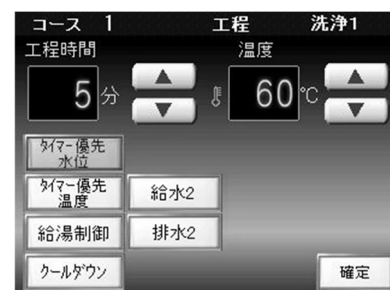 コース 1 工程 洗浄1
工程時間 温度
5 分 60 ℃
タイマー優先
水位
タイマー優先
温度 給水2
給湯制御 排水2
クールダウン 確定